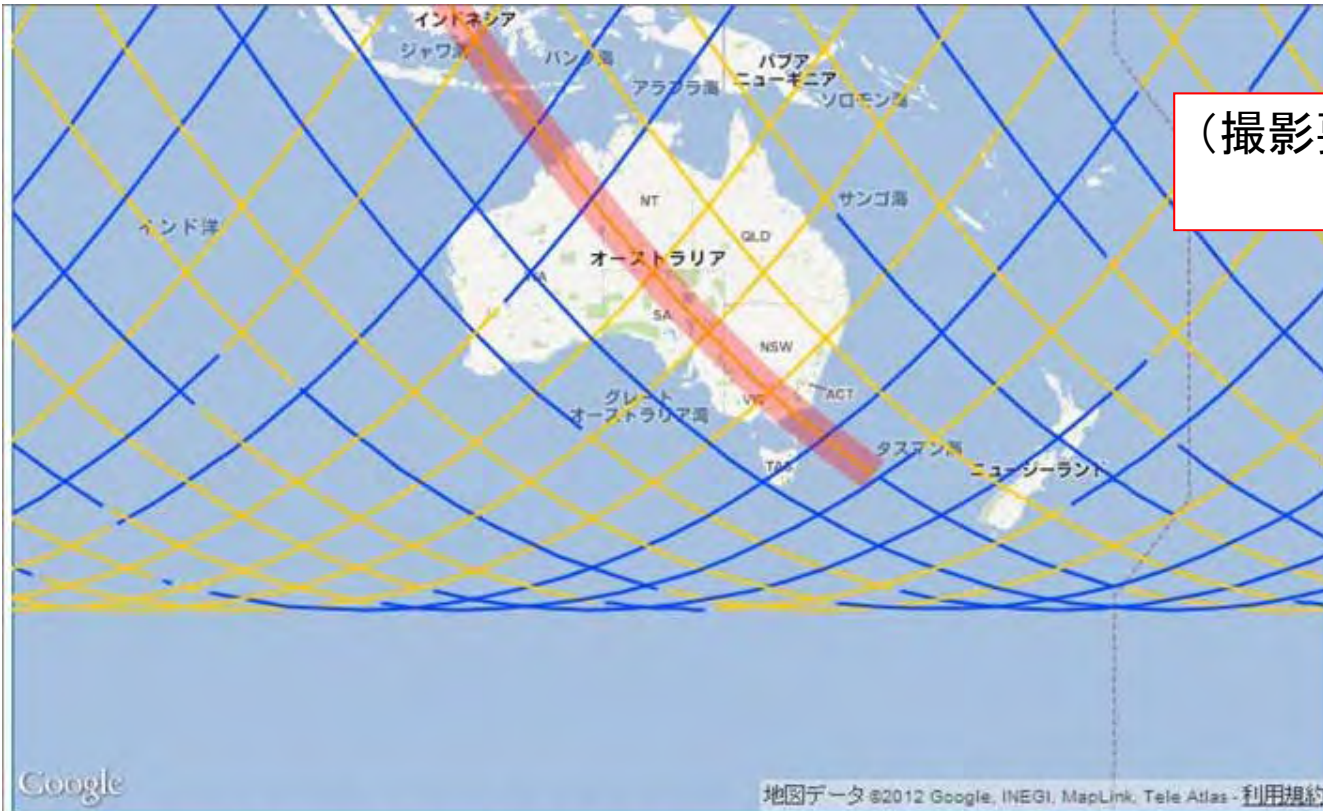 インドネシア
ジャワ海
バンダ海
パプア
ニューギニア
アラフラ海
ソロモン海
（撮影
サンゴ海
インド洋
NT
QLD
オーストラリア
WA
SA
NSW
ACT
VIC
グレート
オーストラリア湾
タスマン海
TAS
ニュージーランド
Google
地図データ ©2012 Google, INEGI, MapLink, Tele Atlas - 利用規約